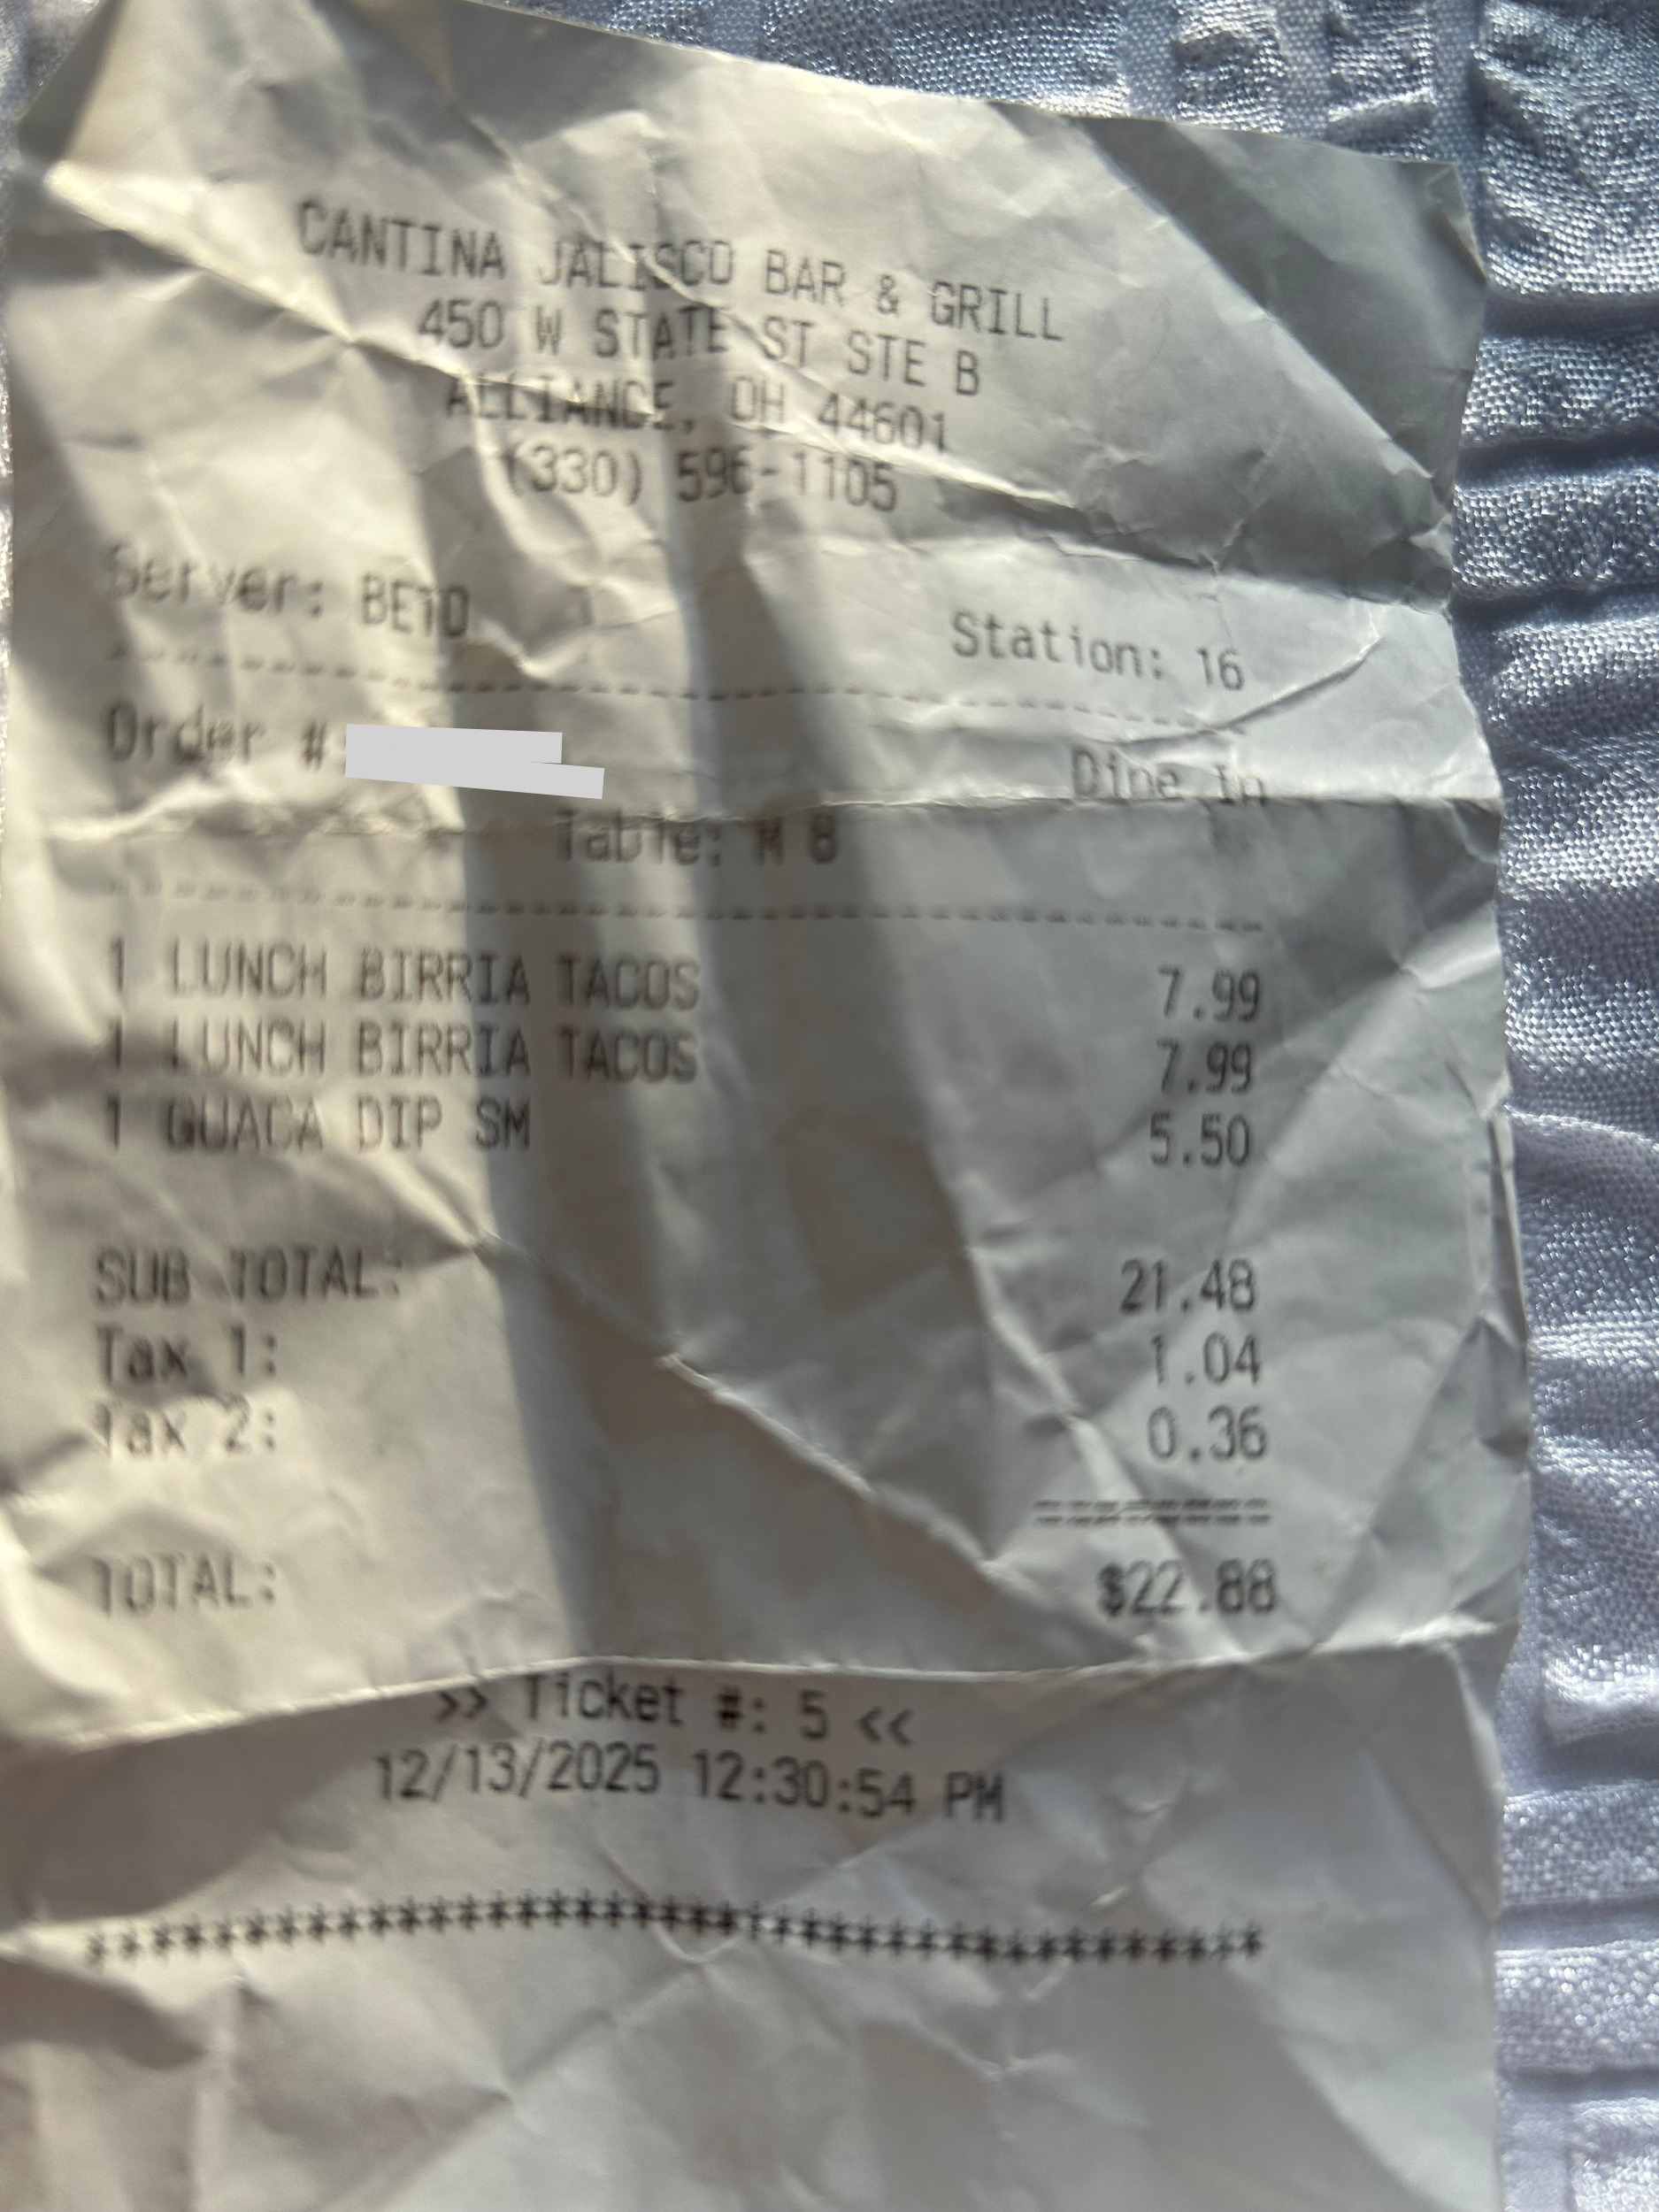 CANTINA JALISCO BAR & GRILL
450 W STATE ST STE B
ALLIANCE, OH 44601
(330) 596-1105
Server: BETO Station: 16
Order # Dine In
Table: M 8
1 LUNCH BIRRIA TACOS 7.99
1 LUNCH BIRRIA TACOS 7.99
1 GUACA DIP SM 5.50
SUB TOTAL: 21.48
Tax 1: 1.04
Tax 2: 0.36
TOTAL: $22.88
>> Ticket #: 5 <<
12/13/2025 12:30:54 PM